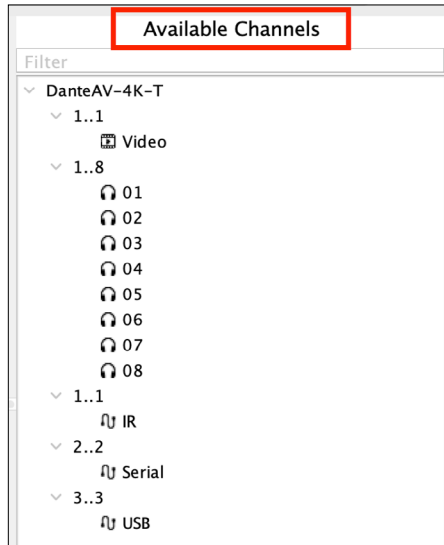 Available Channels
Filter
DanteAV-4K-T
1..1
Video
1..8
01
02
03
04
05
06
07
08
1..1
IR
2..2
Serial
3..3
USB